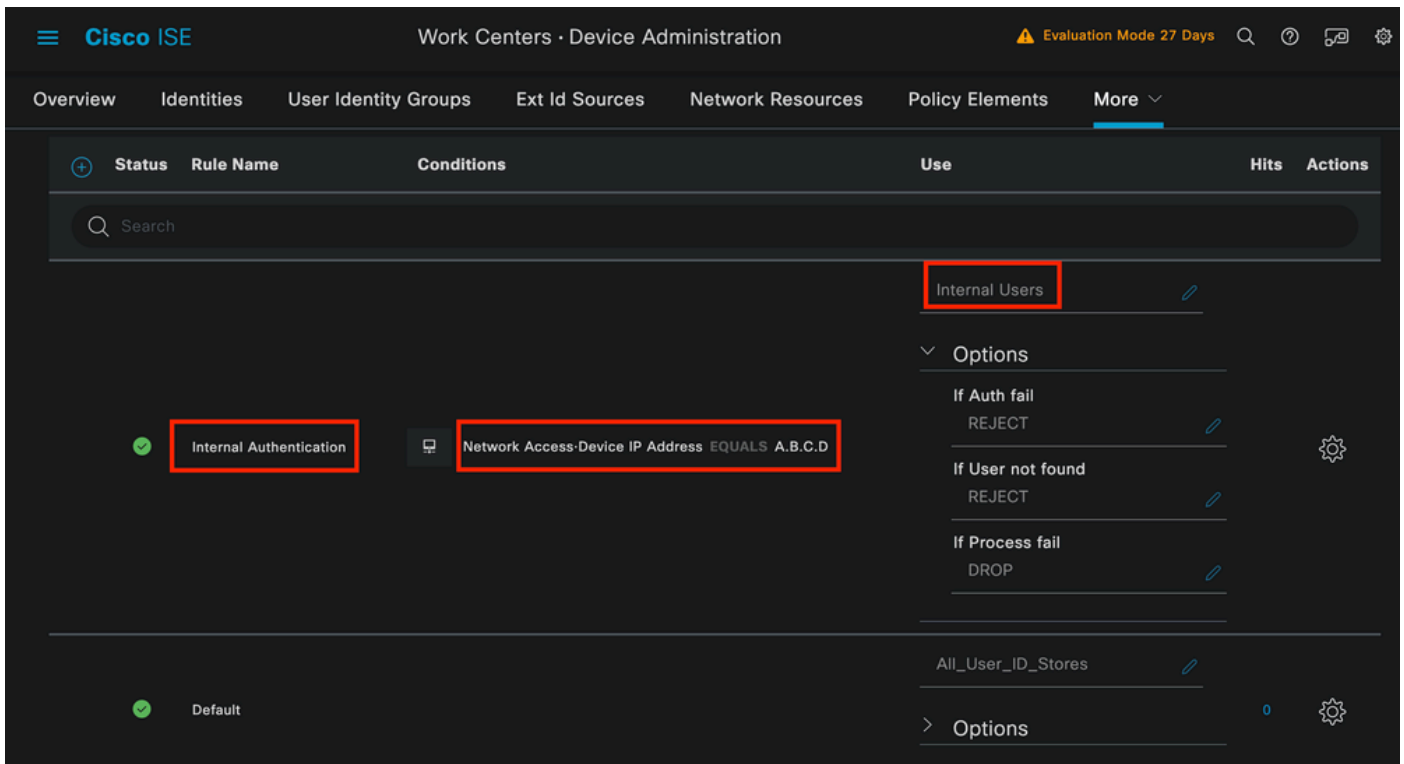 Cisco ISE
Work Centers · Device Administration
Evaluation Mode 27 Days
Overview Identities User Identity Groups Ext Id Sources Network Resources Policy Elements More
Status Rule Name Conditions Use Hits Actions
Search
Internal Users
Options
If Auth fail
REJECT
Internal Authentication
Network Access·Device IP Address EQUALS A.B.C.D
If User not found
REJECT
If Process fail
DROP
All_User_ID_Stores
Default
0
Options